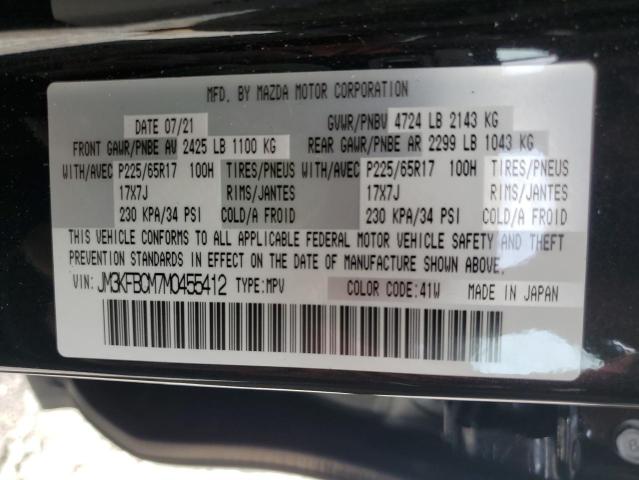 MFD. BY MAZDA MOTOR CORPORATION
DATE 07/21 GVWR/PNBV 4724 LB 2143 KG
FRONT GAWR/PNBE AV 2425 LB 1100 KG REAR GAWR/PNBE AR 2299 LB 1043 KG
WITH/AVEC P225/65R17 100H TIRES/PNEUS WITH/AVEC P225/65R17 100H TIRES/PNEUS
17X7J RIMS/JANTES 17X7J RIMS/JANTES
230 KPA/34 PSI COLD/A FROID 230 KPA/34 PSI COLD/A FROID
THIS VEHICLE CONFORMS TO ALL APPLICABLE FEDERAL MOTOR VEHICLE SAFETY AND THEFT
PREVENTION STANDARDS IN EFFECT ON THE DATE OF MANUFACTURE SHOWN ABOVE.
VIN: JM3KFBCM7M0455412 TYPE:MPV COLOR CODE:41W MADE IN JAPAN